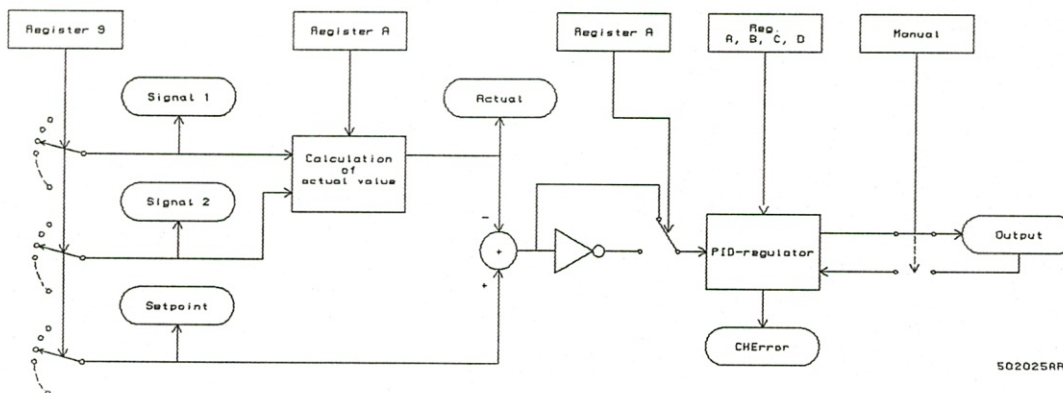 Register 9
Register A
Register A
Reg.
A, B, C, D
Manual
Signal 1
Actual
Calculation
of
actual value
Signal 2
-
+
+
PID-regulator
Output
Setpoint
CHError
502025AA